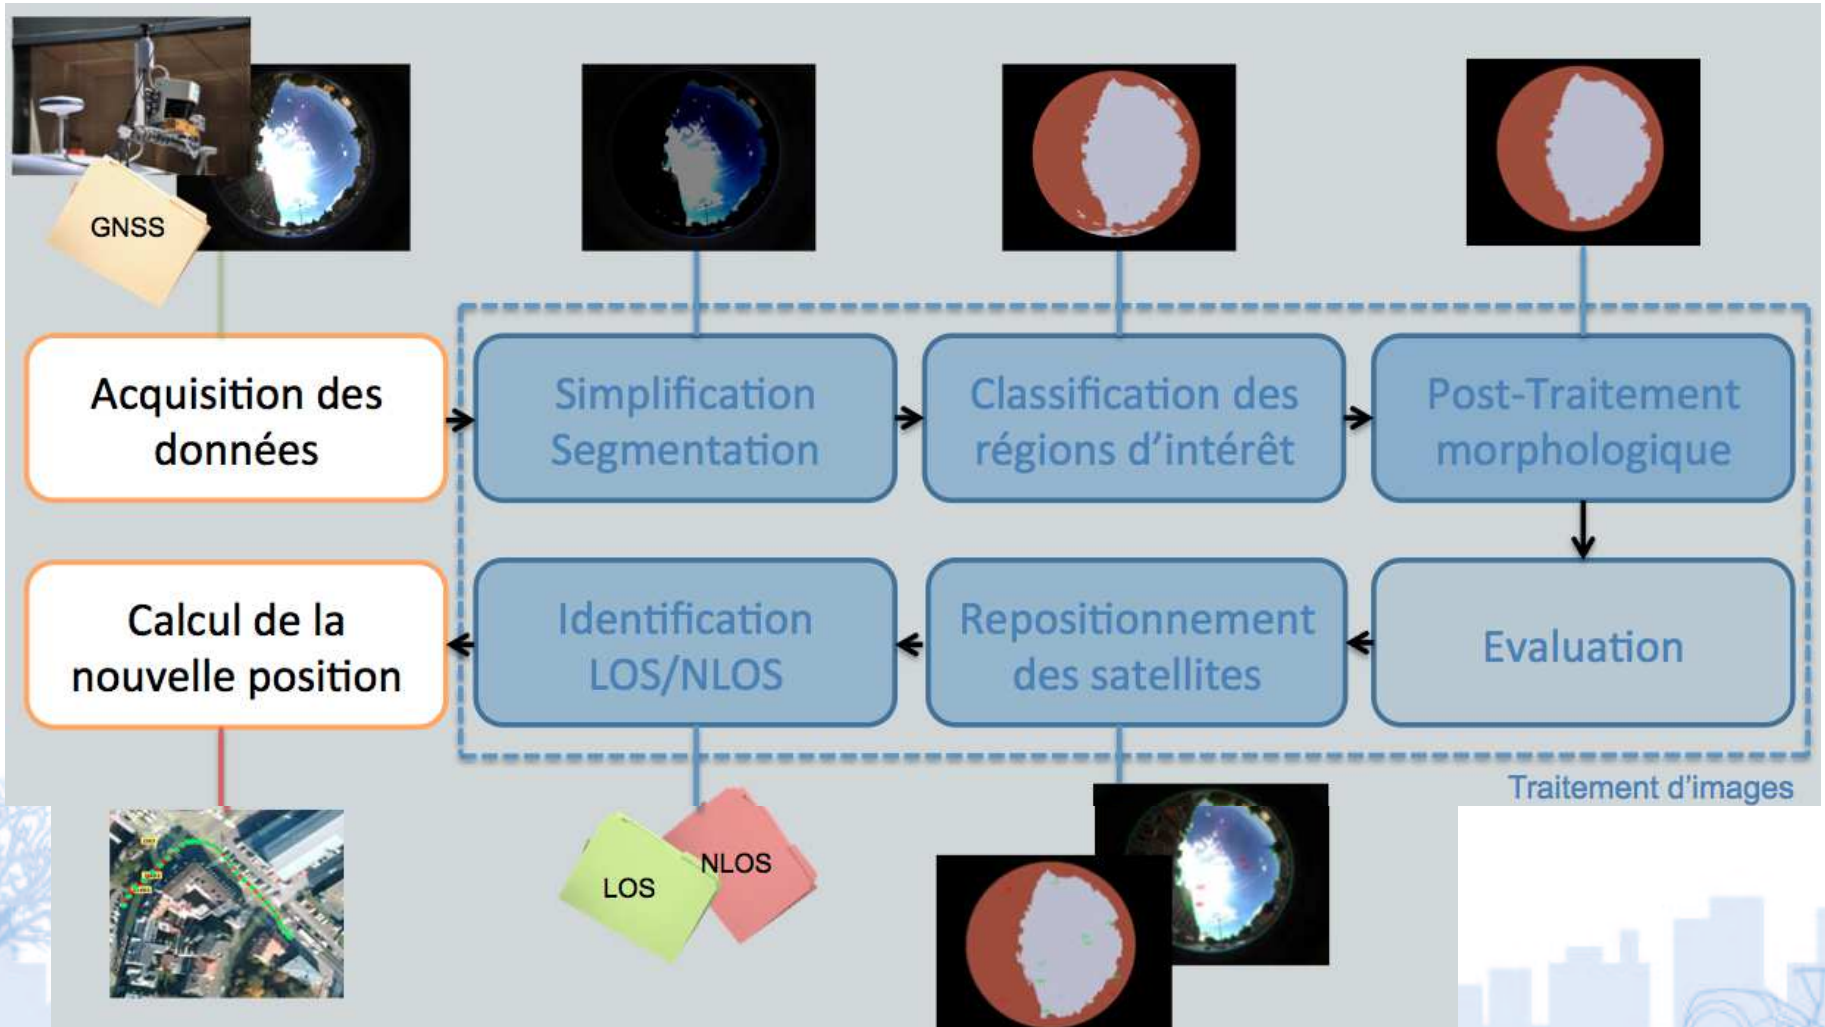 GNSS
Acquisition des
données
Simplification
Segmentation
Classification des
régions d'intérêt
Post-Traitement
morphologique
Calcul de la
nouvelle position
Identification
LOS/NLOS
Repositionnement
des satellites
Evaluation
Traitement d'images
LOS
NLOS